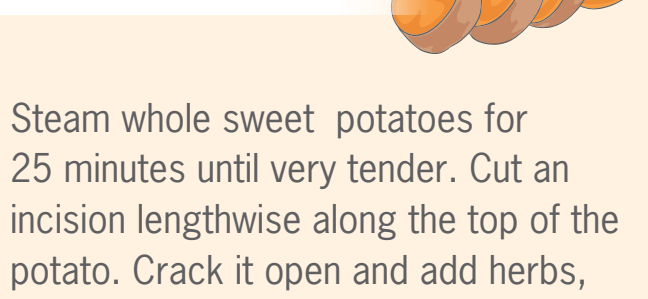 Steam whole sweet  potatoes for
25 minutes until very tender. Cut an
incision lengthwise along the top of the
potato. Crack it open and add herbs,